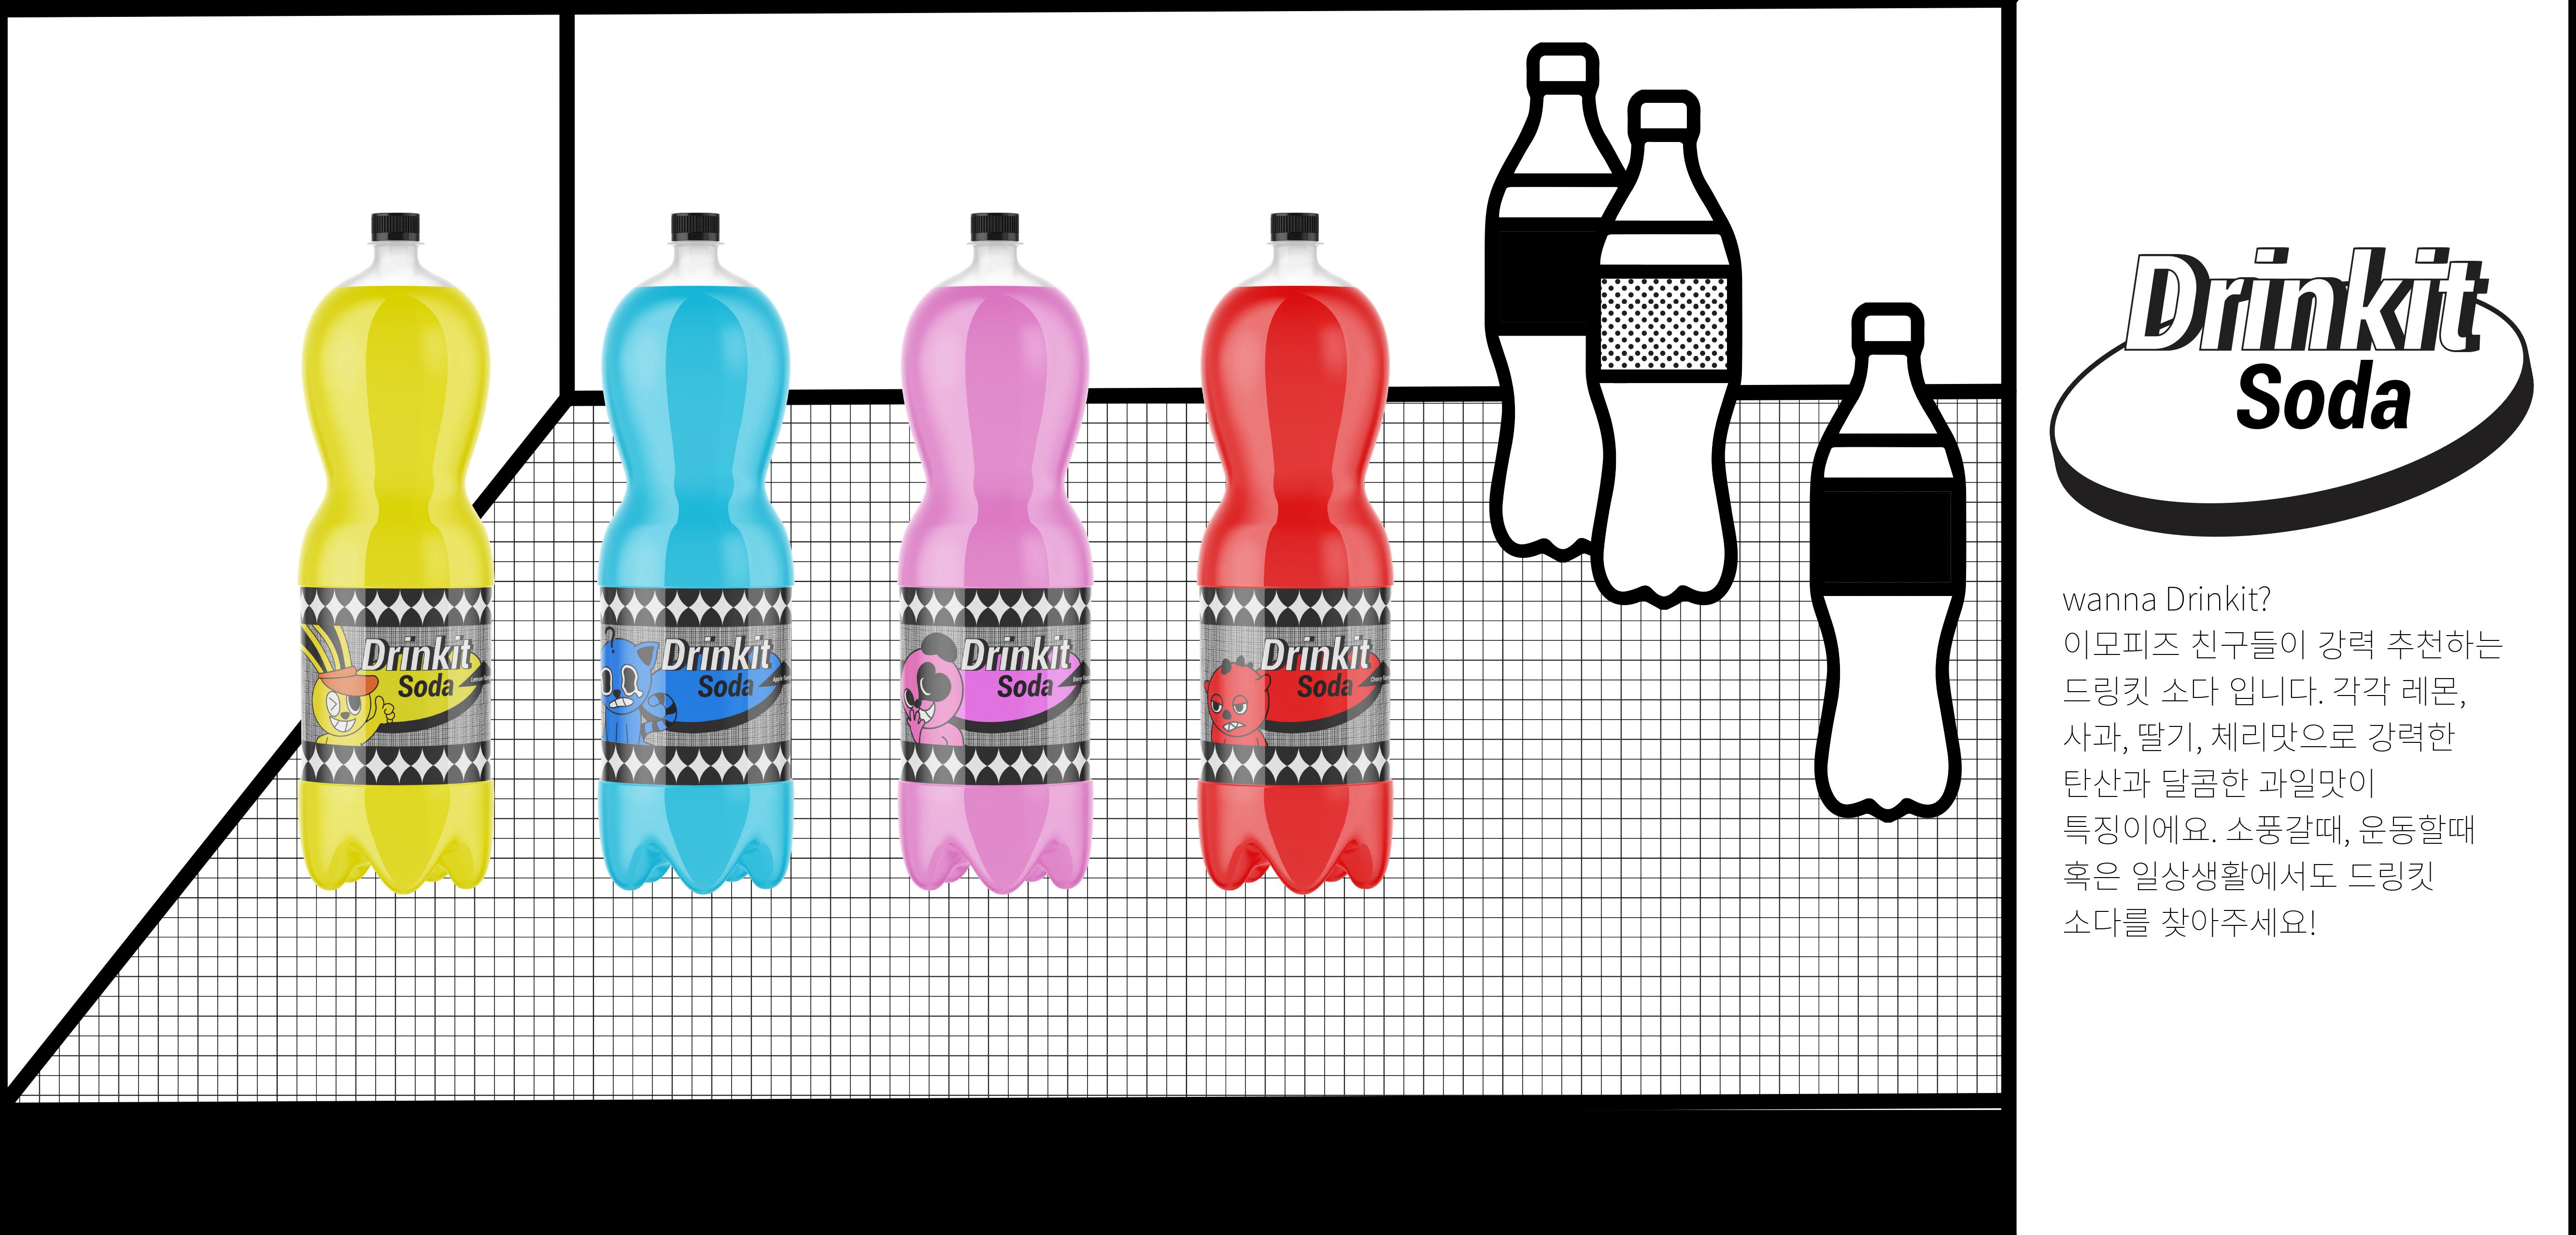 Drinkit
Soda
Lemon
Drinkit
Soda
Apple
Drinkit
Soda
Berry
Drinkit
Soda
Cherry
Drinkit
Soda
wanna Drinkit?
이모피즈 친구들이 강력 추천하는
드링킷 소다 입니다. 각각 레몬,
사과, 딸기, 체리맛으로 강력한
탄산과 달콤한 과일맛이
특징이에요. 소풍갈때, 운동할때
혹은 일상생활에서도 드링킷
소다를 찾아주세요!